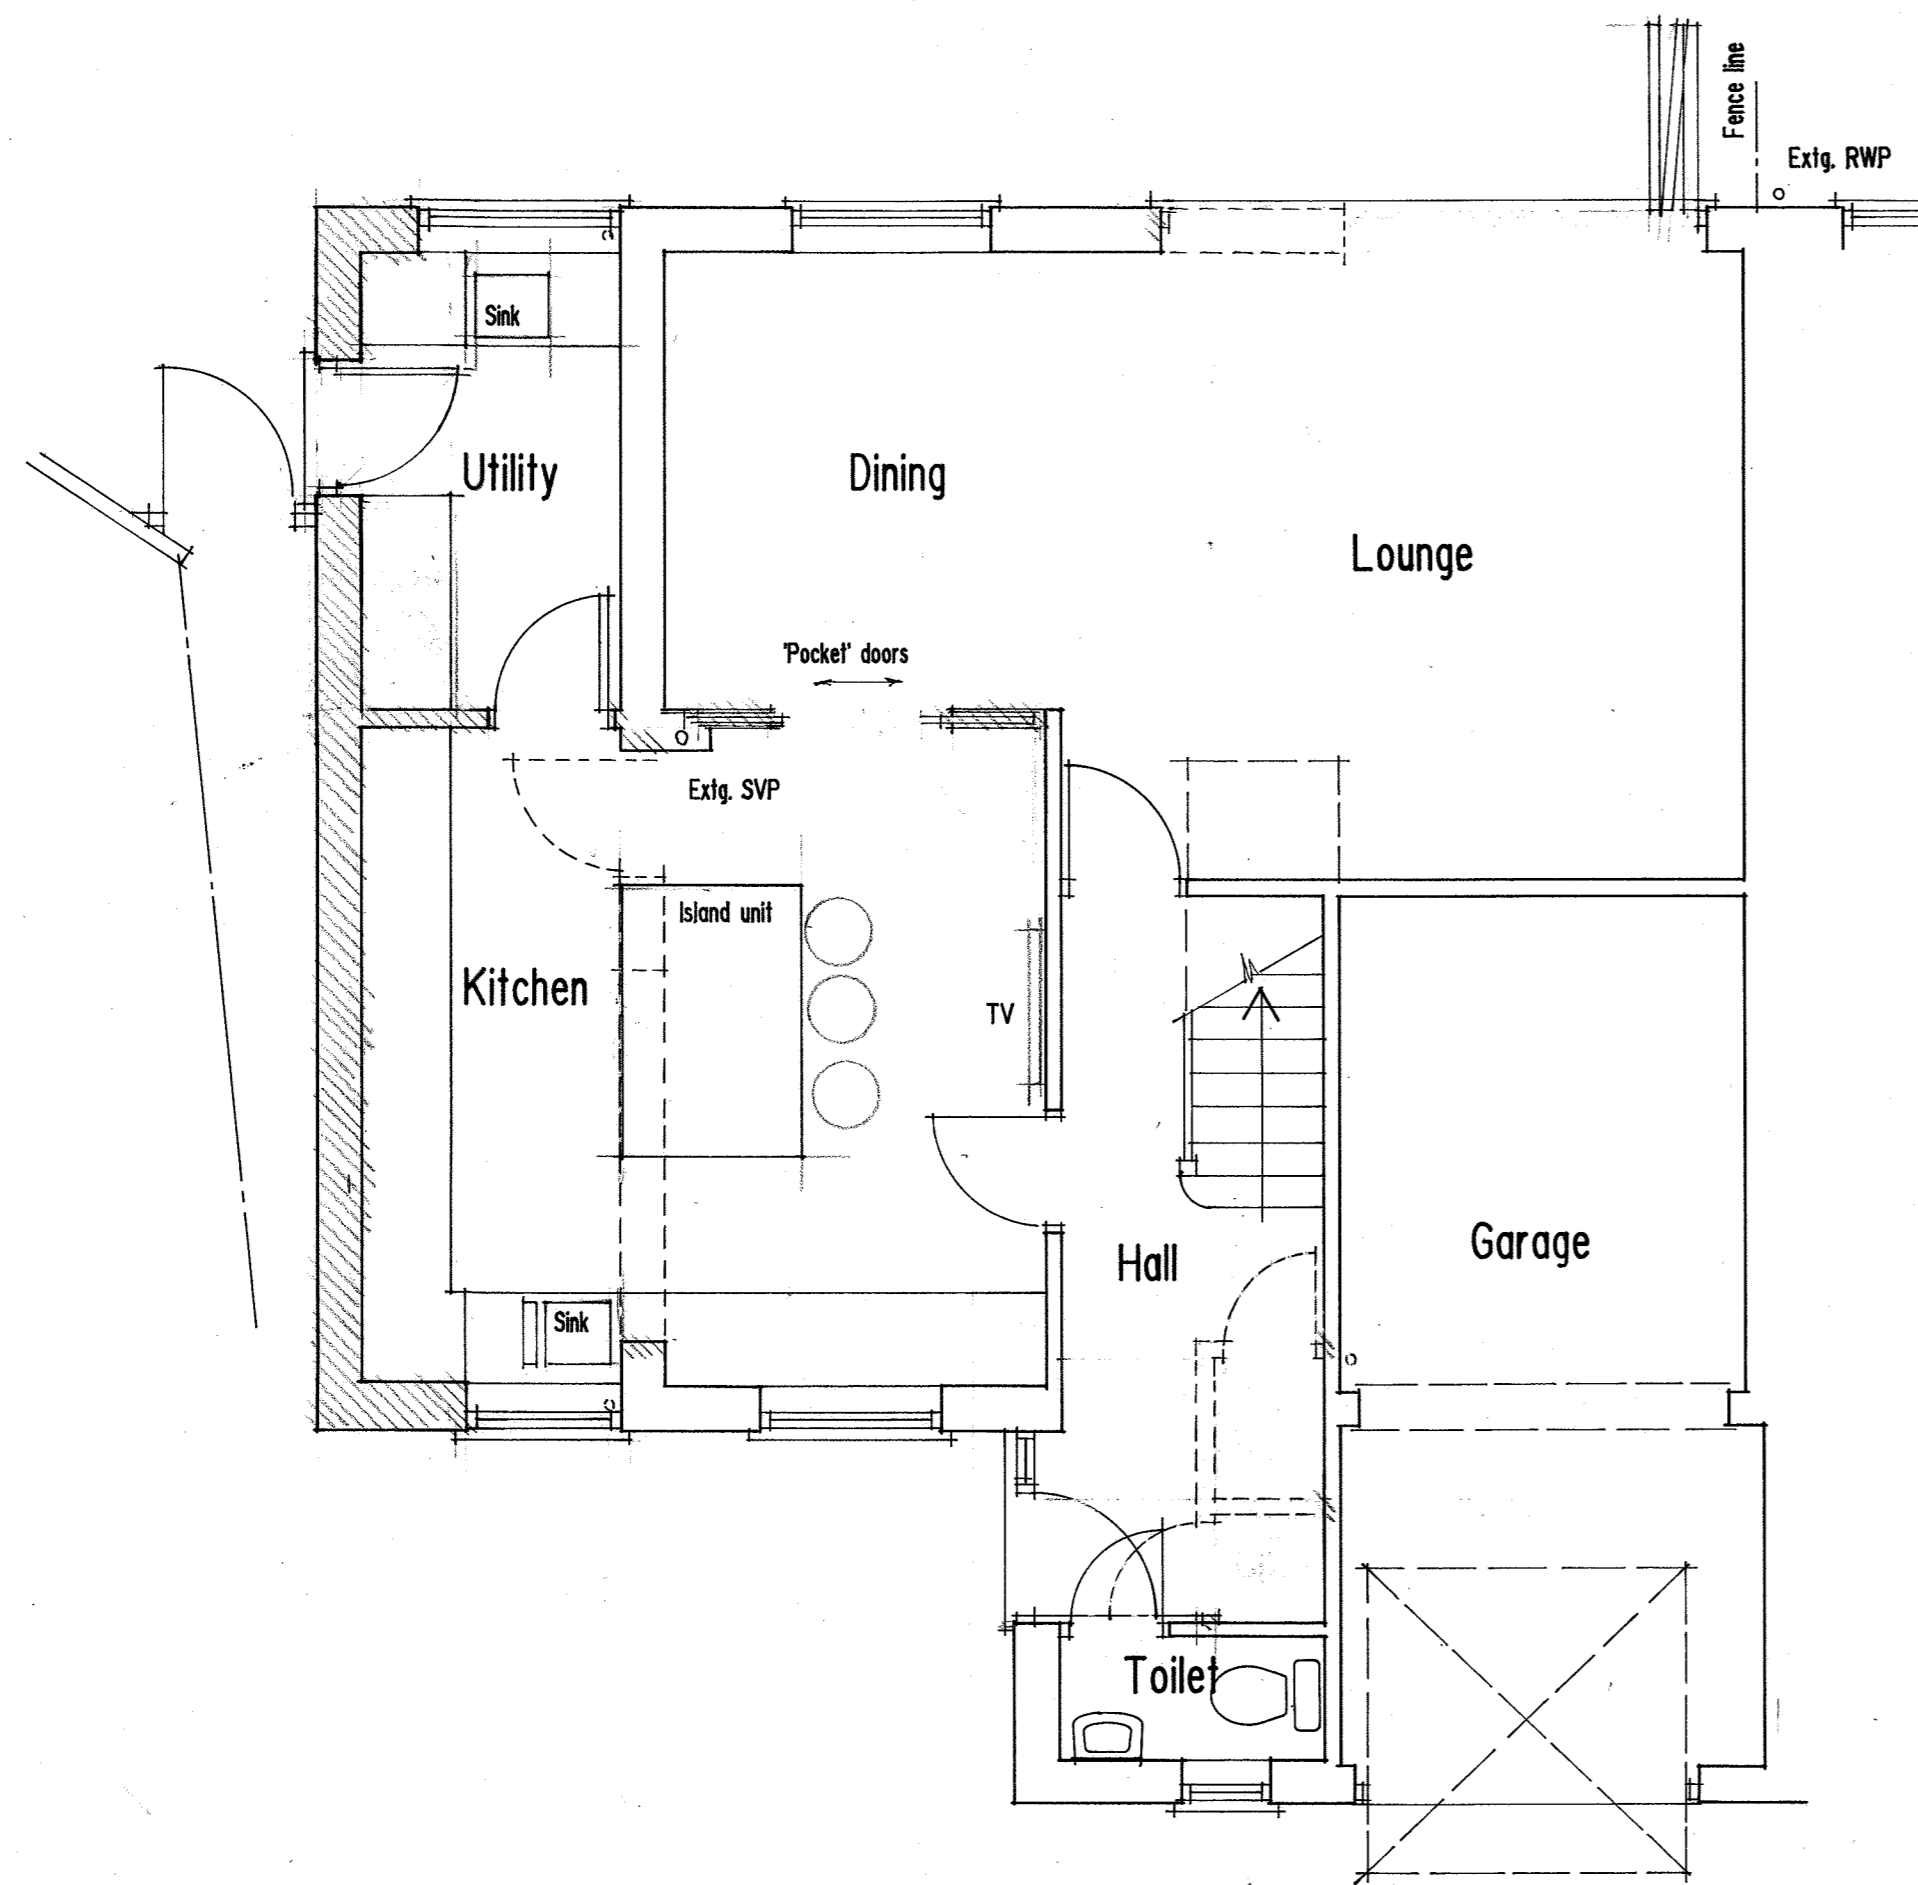 Fence line
Extg. RWP
Sink
Utility
Dining
Lounge
'Pocket' doors
Extg. SVP
Island unit
Kitchen
TV
Hall
Garage
Sink
Toilet